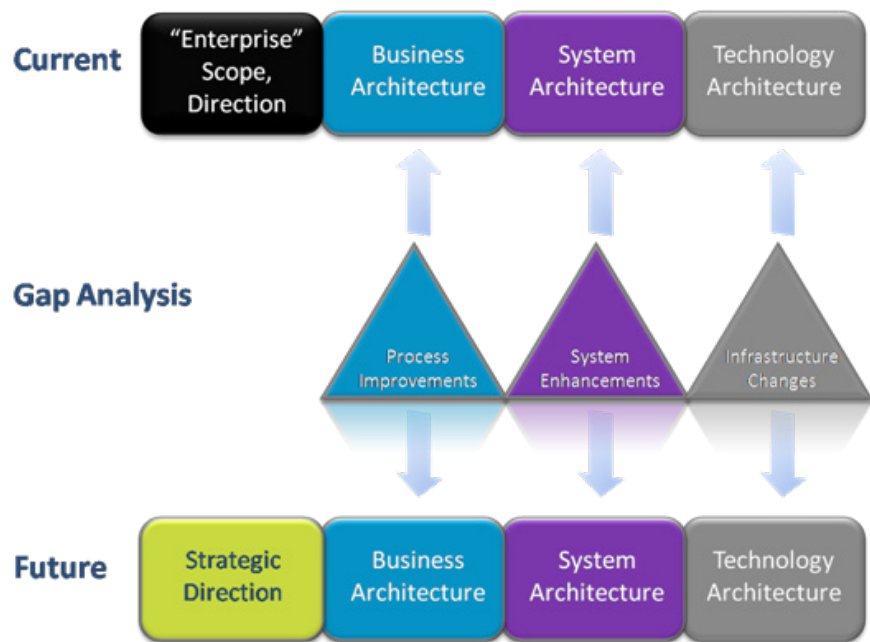 Current
“Enterprise”
Scope,
Direction
Business
Architecture
System
Architecture
Technology
Architecture
Gap Analysis
Process
Improvements
System
Enhancements
Infrastructure
Changes
Future
Strategic
Direction
Business
Architecture
System
Architecture
Technology
Architecture